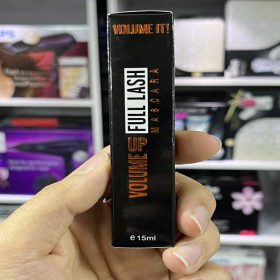 VOLUME IT!
VOLUME UP
FULL LASH
MASCARA
e 15ml